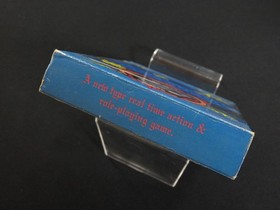 A new type real time action &
role-playing game.